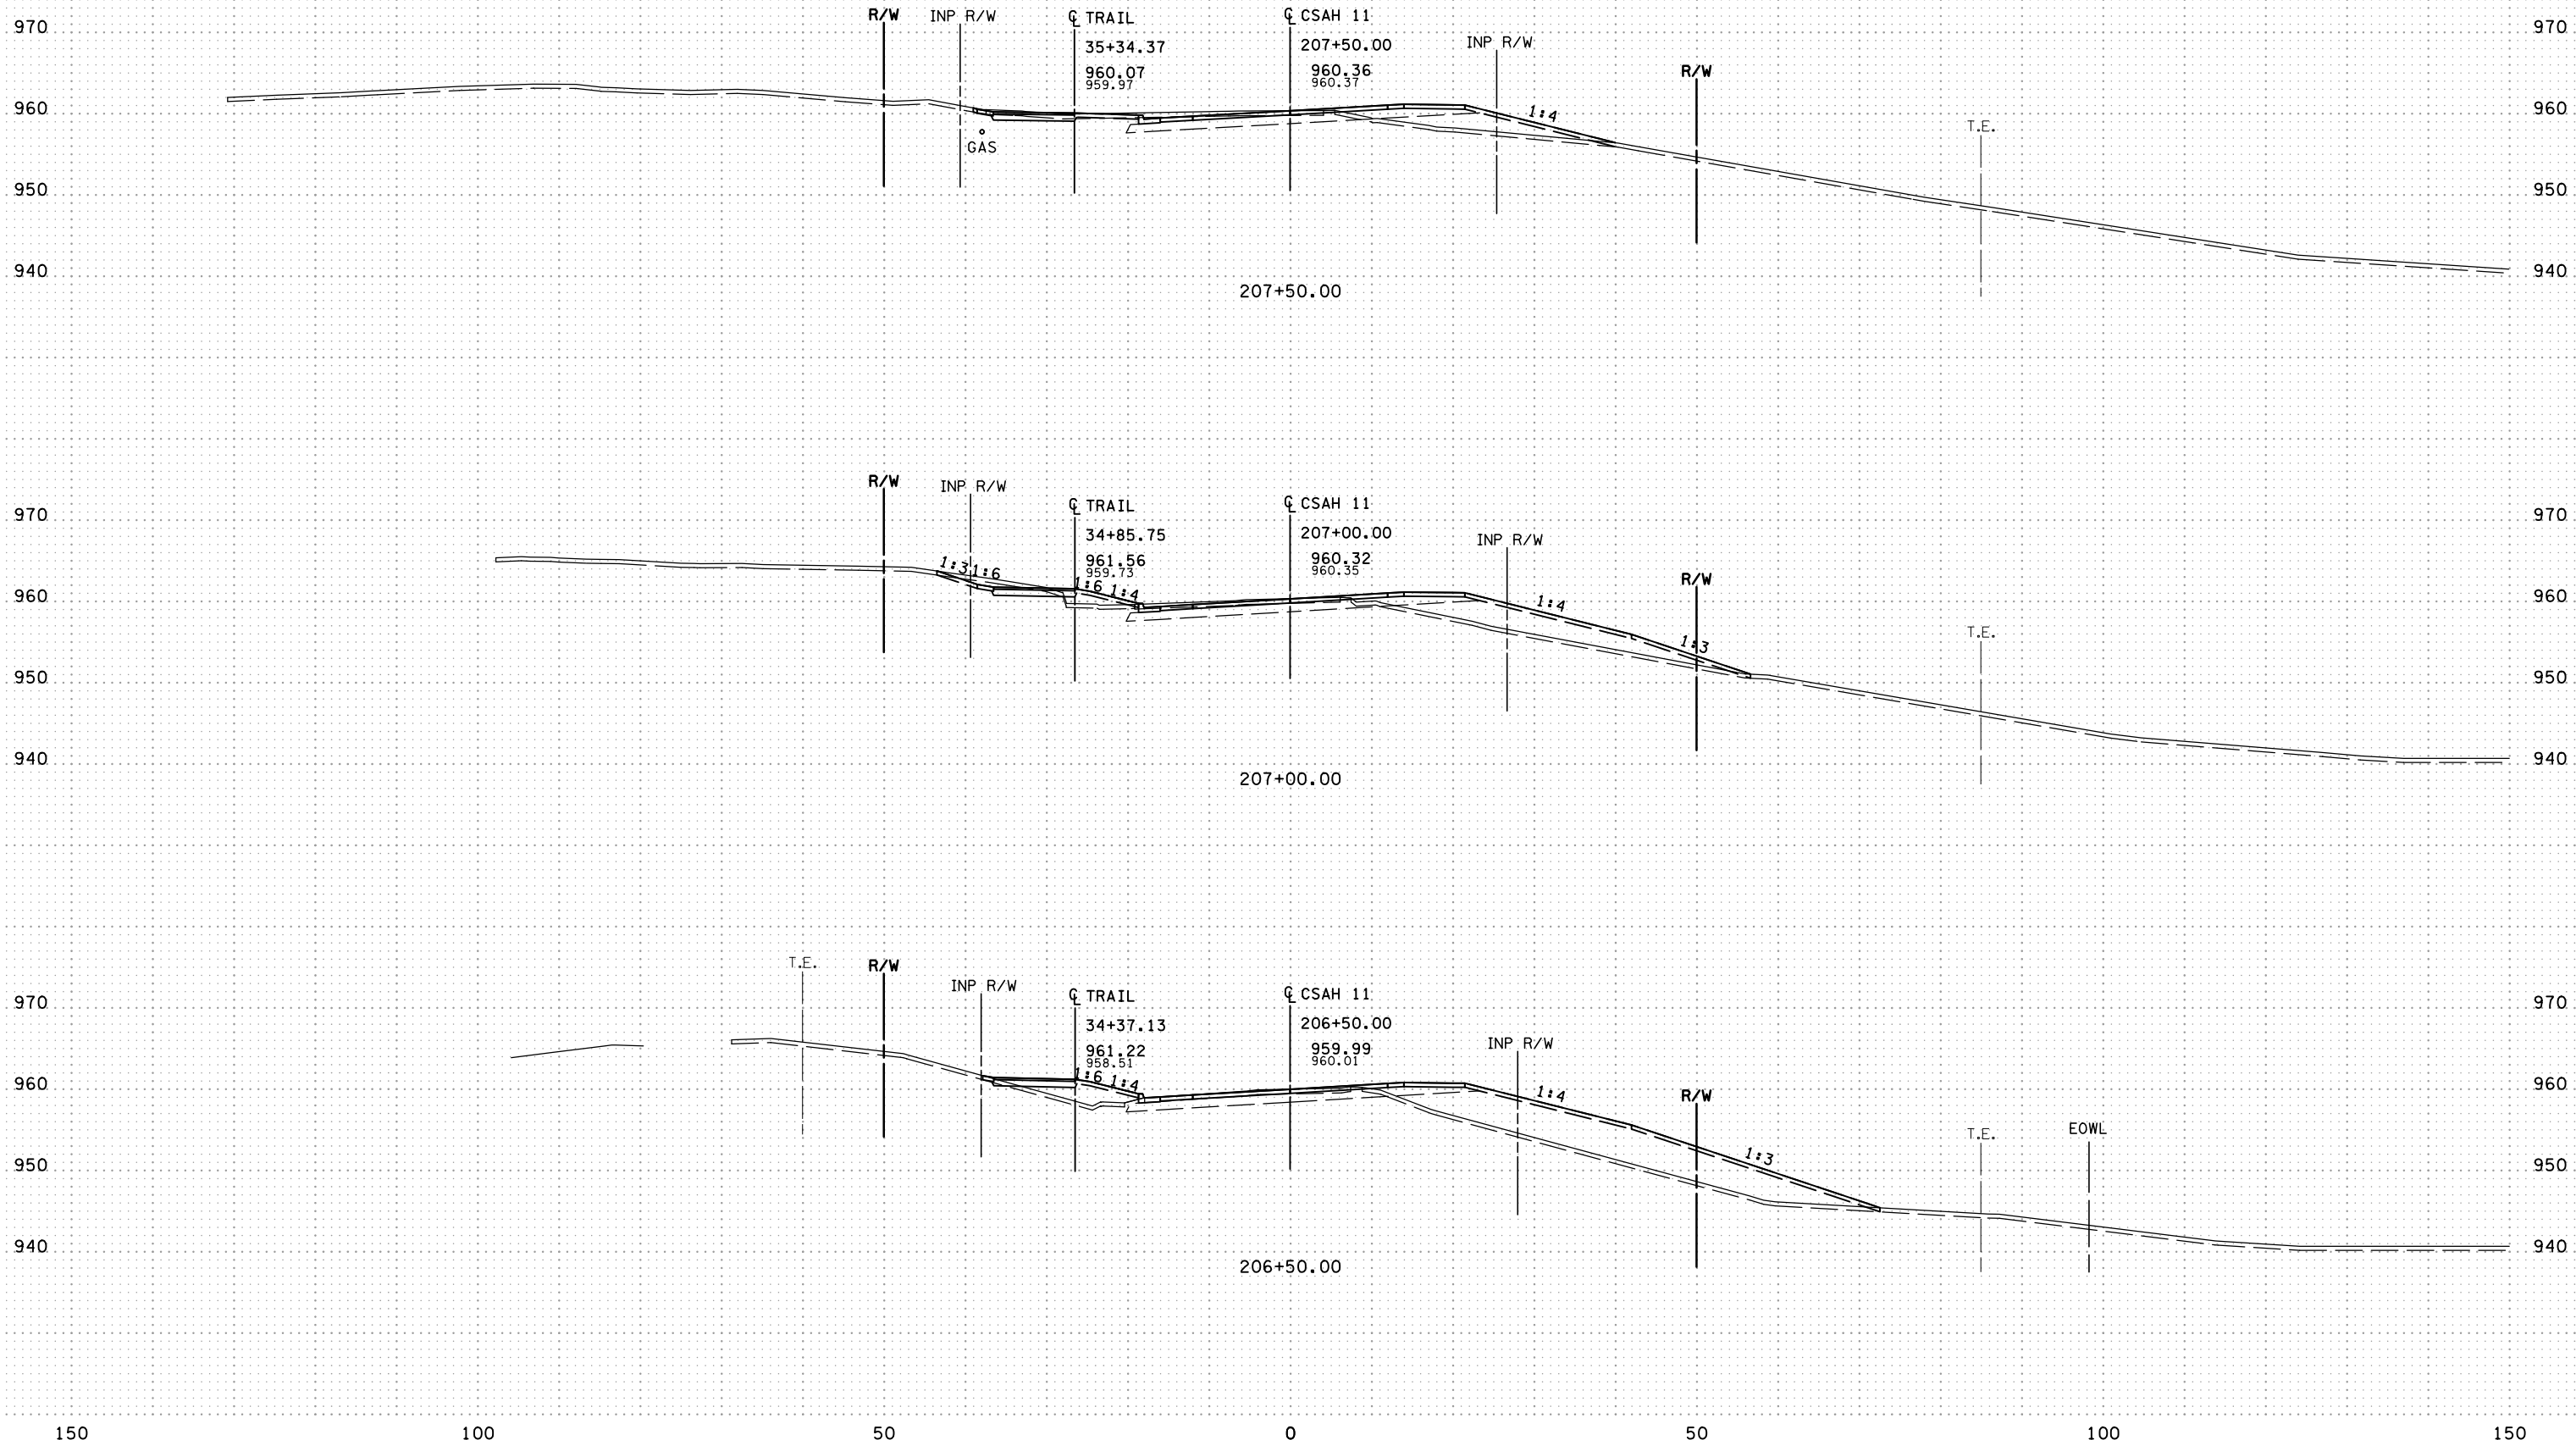 R/W INP R/W ℄ TRAIL ℄ CSAH 11
970 970
35+34.37 207+50.00 INP R/W
960.07 960.36 R/W
959.97 960.37
960 1:4 960
T.E.
GAS
950 950
940 940
207+50.00
R/W INP R/W
℄ TRAIL ℄ CSAH 11
970 970
34+85.75 207+00.00 INP R/W
961.56 960.32
1:3 1:6 959.73 960.35 R/W
1:6 1:4
960 1:4 960
T.E.
1:3
950 950
940 940
207+00.00
T.E. R/W
INP R/W
℄ TRAIL ℄ CSAH 11
970 970
34+37.13 206+50.00
961.22 959.99 INP R/W
958.51 960.01
1:6 1:4
960 1:4 960
R/W
T.E. EOWL
1:3
950 950
940 940
206+50.00
150 100 50 0 50 100 150